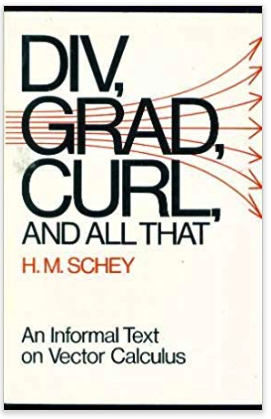 DIV,
GRAD,
CURL,
AND ALL THAT
H. M. SCHEY
An Informal Text
on Vector Calculus